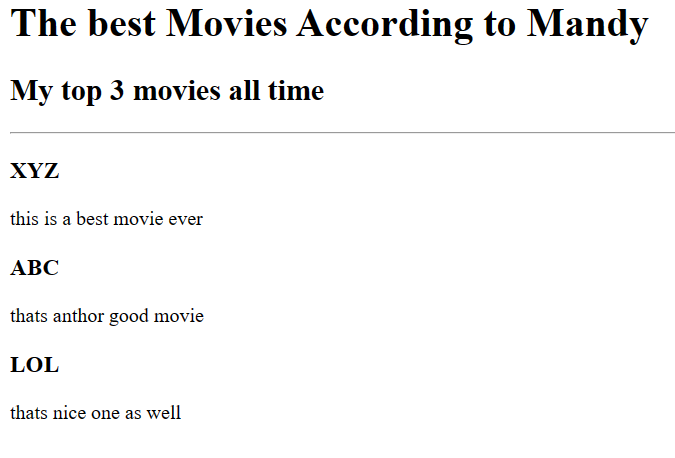 The best Movies According to Mandy
My top 3 movies all time
XYZ
this is a best movie ever
ABC
thats anthor good movie
LOL
thats nice one as well